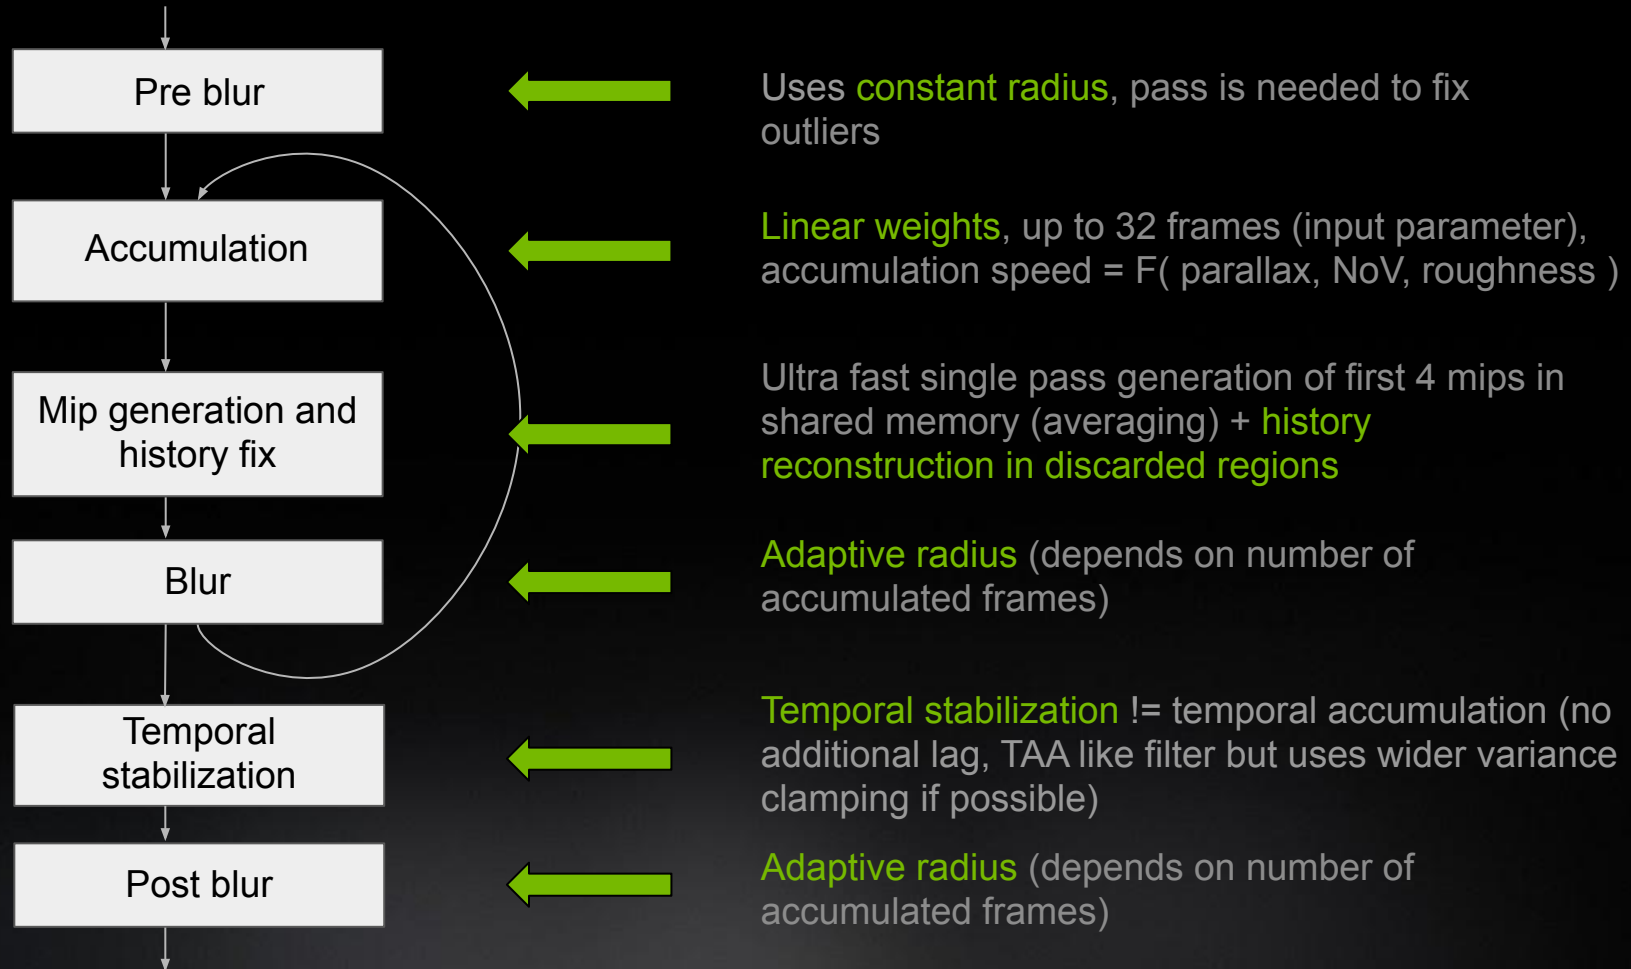 Pre blur
Uses constant radius, pass is needed to fix
outliers
Accumulation
Linear weights, up to 32 frames (input parameter),
accumulation speed = F( parallax, NoV, roughness )
Mip generation and
history fix
Ultra fast single pass generation of first 4 mips in
shared memory (averaging) + history
reconstruction in discarded regions
Blur
Adaptive radius (depends on number of
accumulated frames)
Temporal
stabilization
Temporal stabilization != temporal accumulation (no
additional lag, TAA like filter but uses wider variance
clamping if possible)
Post blur
Adaptive radius (depends on number of
accumulated frames)